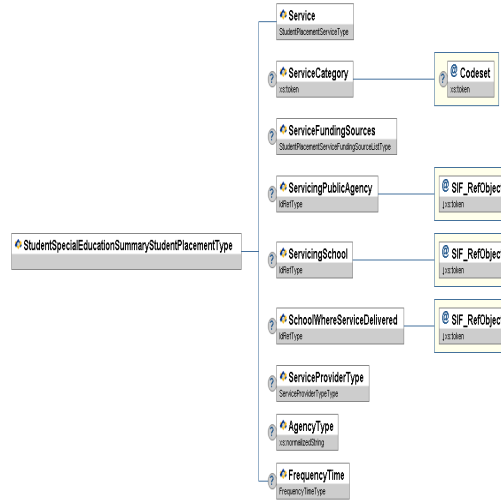 Service
StudentPlacementServiceType
? ServiceCategory
xs:token
? @ Codeset
xs:token
ServiceFundingSources
? StudentPlacementServiceFundingSourceListType
? ServicingPublicAgency
IdRefType
@ SIF_RefObject
xs:token
StudentSpecialEducationSummaryStudentPlacementType
? ServicingSchool
IdRefType
@ SIF_RefObject
xs:token
? SchoolWhereServiceDelivered
IdRefType
@ SIF_RefObject
xs:token
? ServiceProviderType
ServiceProviderTypeType
? AgencyType
xs:normalizedString
? FrequencyTime
FrequencyTimeType